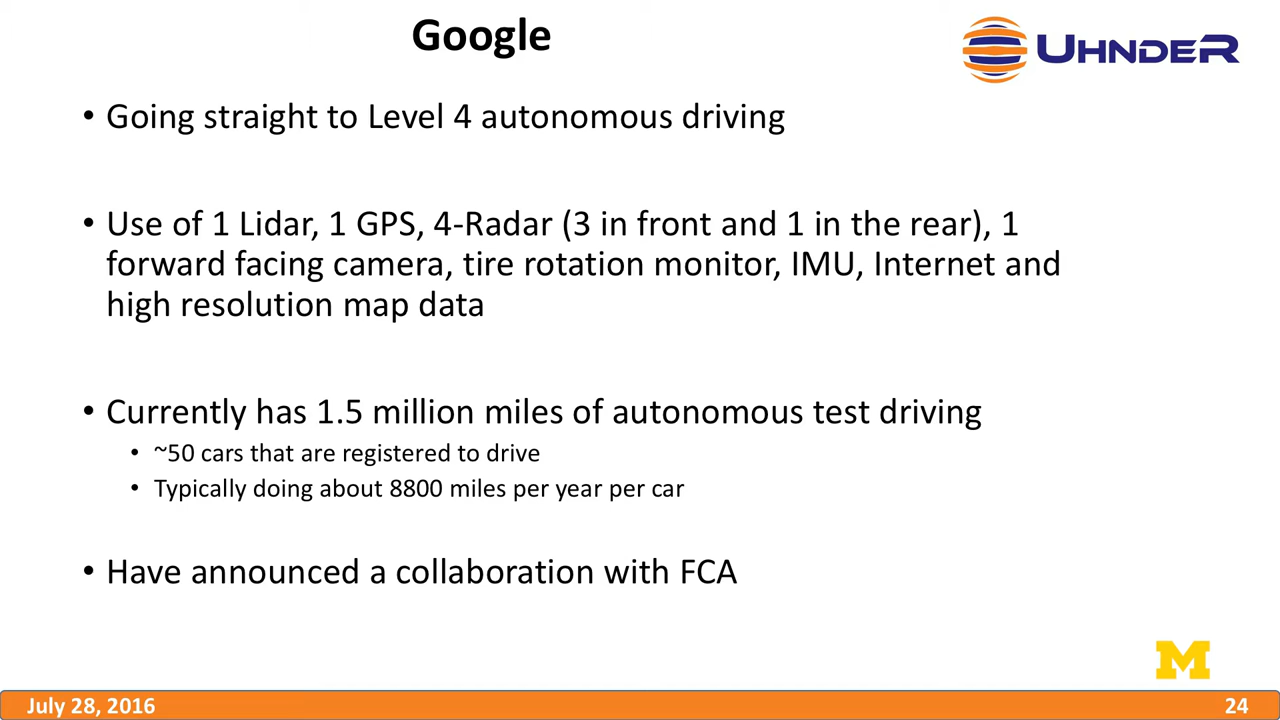 Google
UHNDER
• Going straight to Level 4 autonomous driving
• Use of 1 Lidar, 1 GPS, 4-Radar (3 in front and 1 in the rear), 1
forward facing camera, tire rotation monitor, IMU, Internet and
high resolution map data
• Currently has 1.5 million miles of autonomous test driving
• ~50 cars that are registered to drive
• Typically doing about 8800 miles per year per car
• Have announced a collaboration with FCA
M
July 28, 2016
24